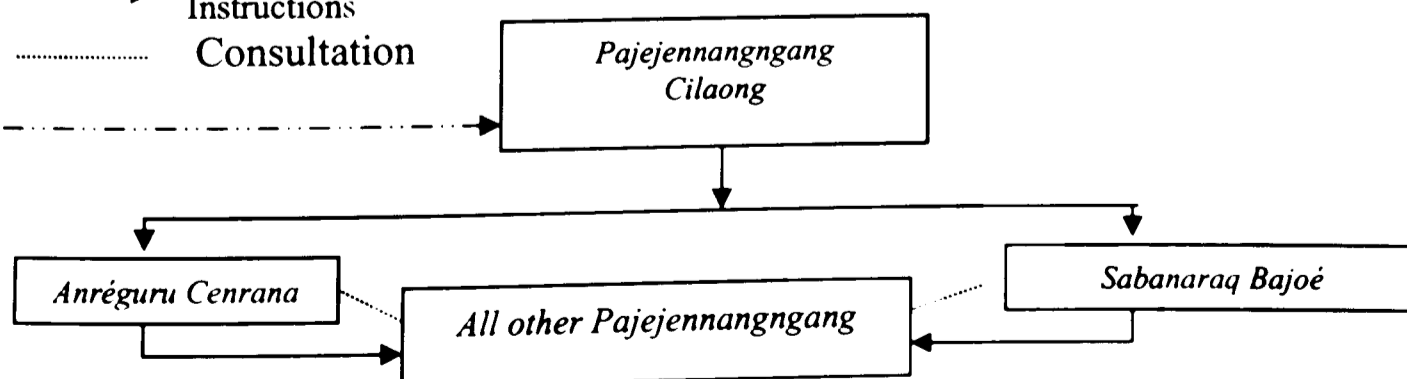 Instructions
Consultation
Pajejennangngang
Cilaong
Anréguru Cenrana
All other Pajejennangngang
Sabanaraq Bajoé